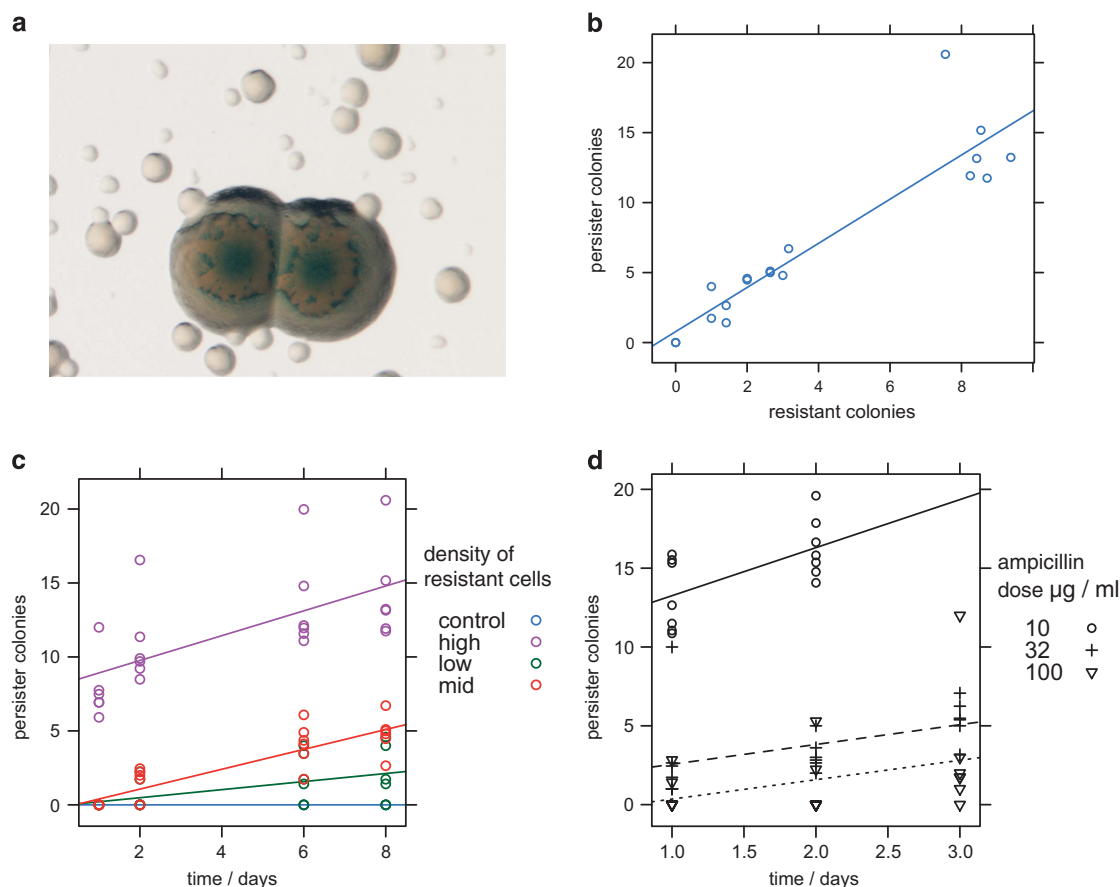 a
b
20
15
10
5
0
persister colonies
0 2 4 6 8
resistant colonies
c
20
15
10
5
0
persister colonies
2 4 6 8
time / days
density of
resistant cells
control
high
low
mid
d
20
15
10
5
0
persister colonies
1.0 1.5 2.0 2.5 3.0
time / days
ampicillin
dose µg / ml
10
32
100